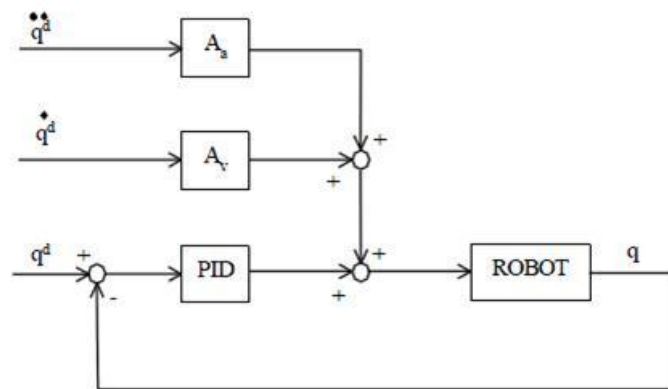 q̈ᵈ
Aₐ
+
q̇ᵈ
Aᵥ
+
qᵈ
+
PID
+
+
ROBOT
q
-